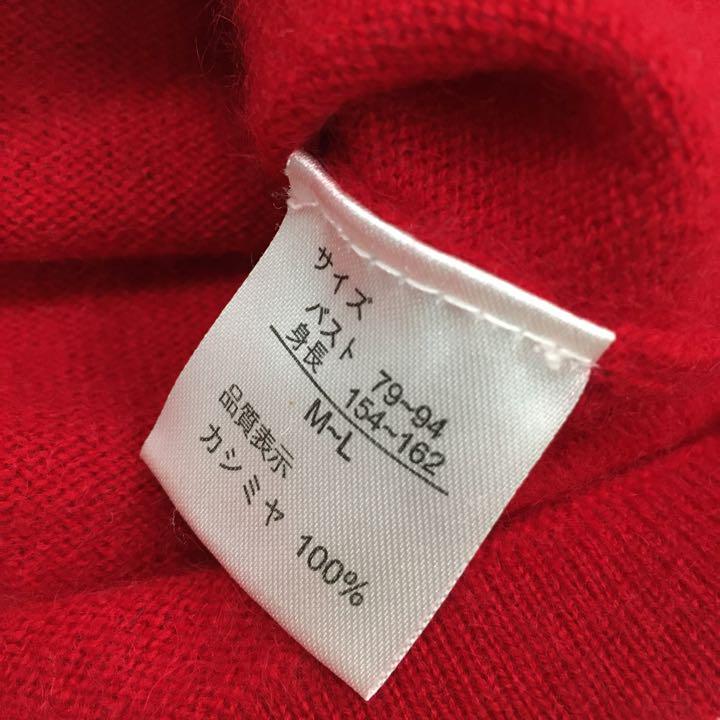 サイズ
バスト 79~94
身長 154~162
M~L
品質表示
カシミヤ 100%